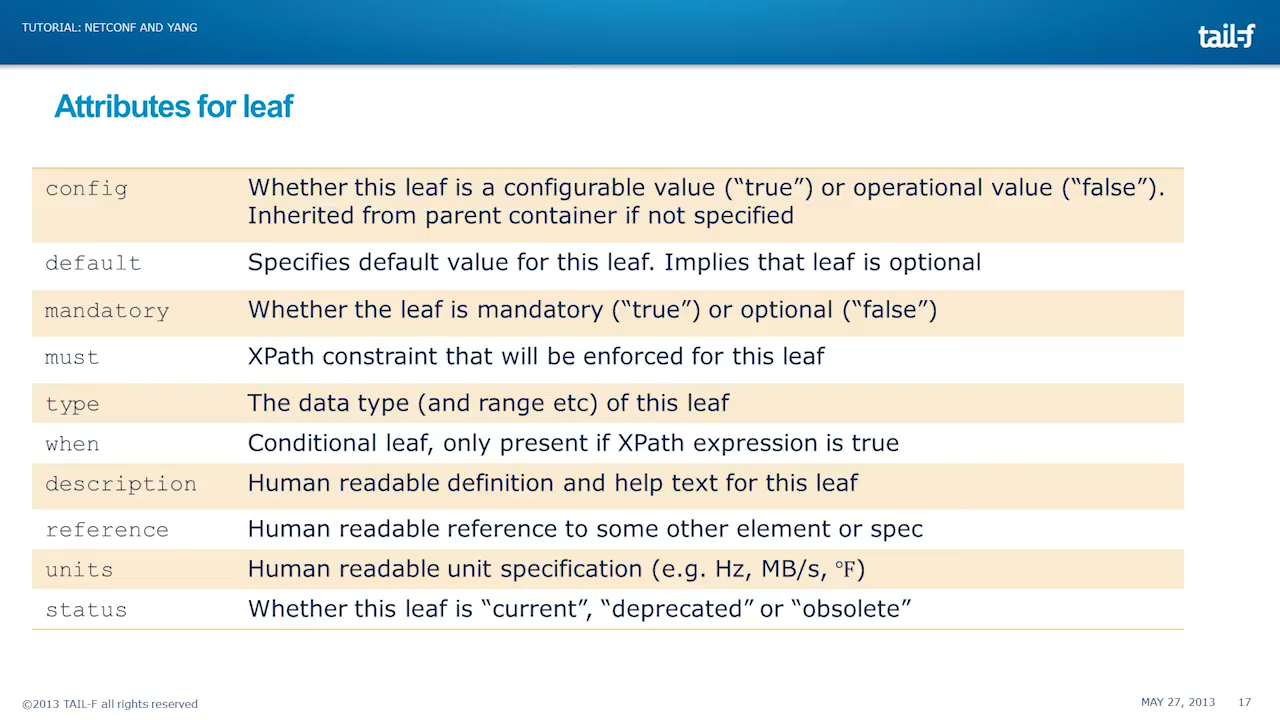 TUTORIAL: NETCONF AND YANG
tail-f
Attributes for leaf
config
Whether this leaf is a configurable value (“true”) or operational value (“false”).
Inherited from parent container if not specified
default
Specifies default value for this leaf. Implies that leaf is optional
mandatory
Whether the leaf is mandatory (“true”) or optional (“false”)
must
XPath constraint that will be enforced for this leaf
type
The data type (and range etc) of this leaf
when
Conditional leaf, only present if XPath expression is true
description
Human readable definition and help text for this leaf
reference
Human readable reference to some other element or spec
units
Human readable unit specification (e.g. Hz, MB/s, ℉)
status
Whether this leaf is “current”, “deprecated” or “obsolete”
©2013 TAIL-F all rights reserved
MAY 27, 2013
17